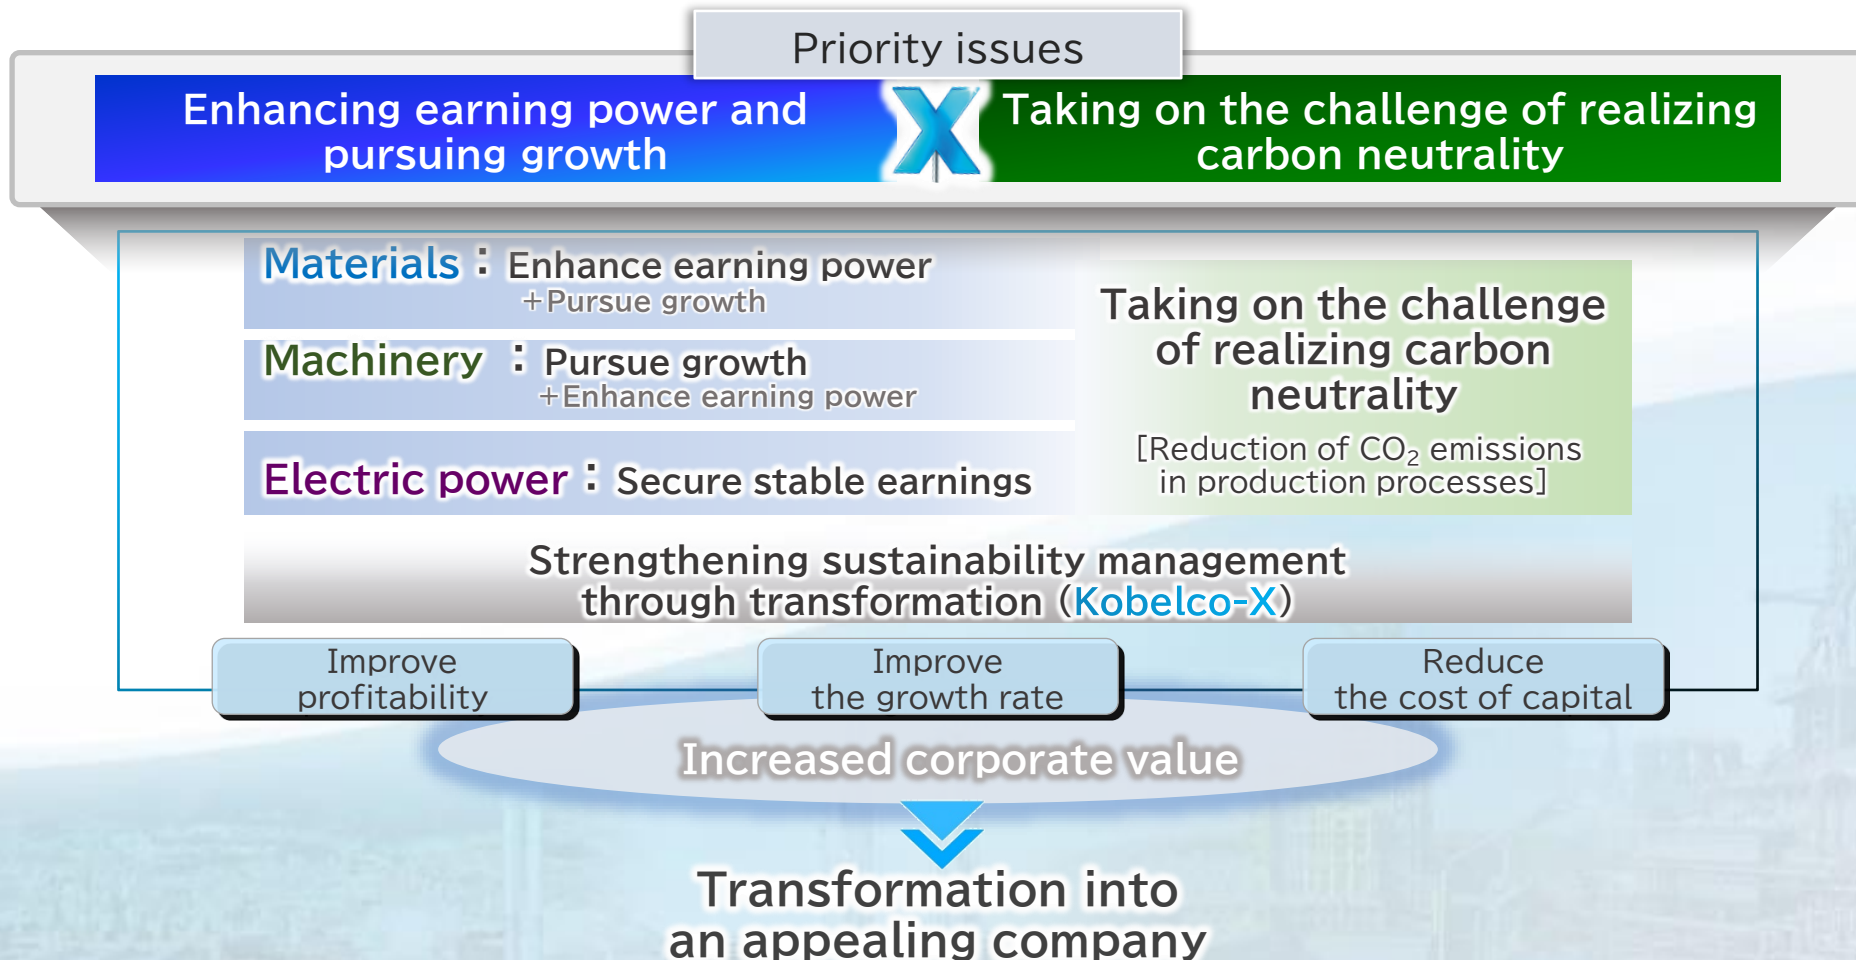 Priority issues
Enhancing earning power and
pursuing growth
X
Taking on the challenge of realizing
carbon neutrality
Materials：Enhance earning power
+Pursue growth
Machinery ：Pursue growth
+Enhance earning power
Electric power：Secure stable earnings
Taking on the challenge
of realizing carbon
neutrality
[Reduction of CO₂ emissions
in production processes]
Strengthening sustainability management
through transformation (Kobelco-X)
Improve
profitability
Improve
the growth rate
Reduce
the cost of capital
Increased corporate value
Transformation into
an appealing company